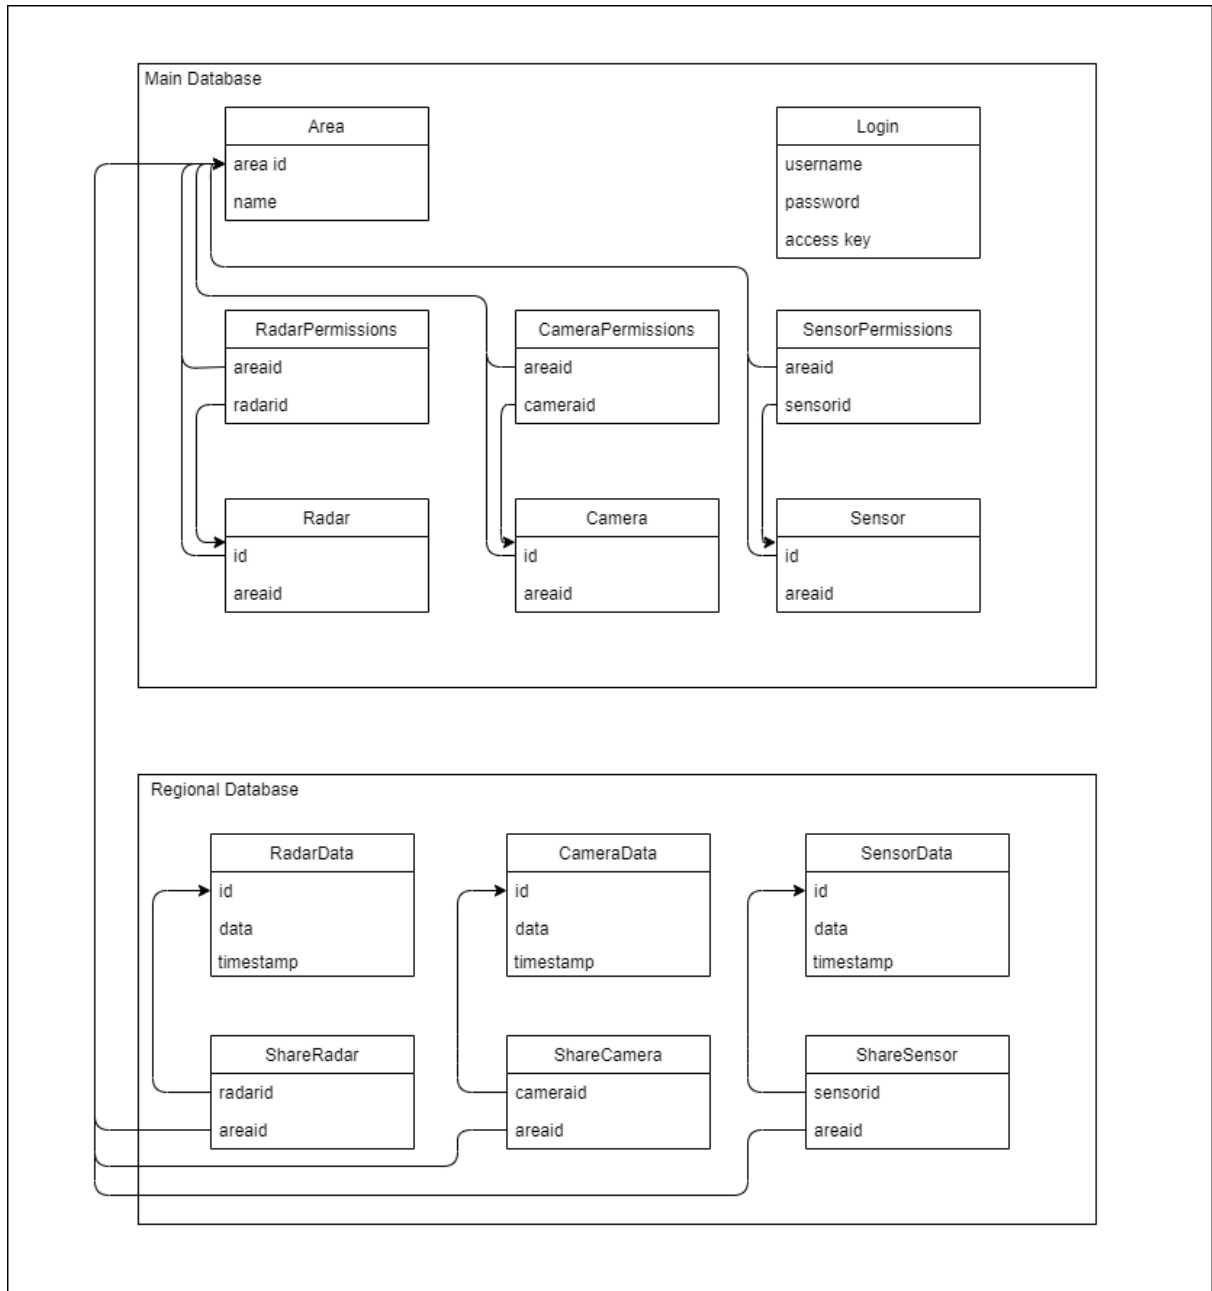 Main Database
Area
area id
name
Login
username
password
access key
RadarPermissions
areaid
radarid
CameraPermissions
areaid
cameraid
SensorPermissions
areaid
sensorid
Radar
id
areaid
Camera
id
areaid
Sensor
id
areaid
Regional Database
RadarData
id
data
timestamp
CameraData
id
data
timestamp
SensorData
id
data
timestamp
ShareRadar
radarid
areaid
ShareCamera
cameraid
areaid
ShareSensor
sensorid
areaid